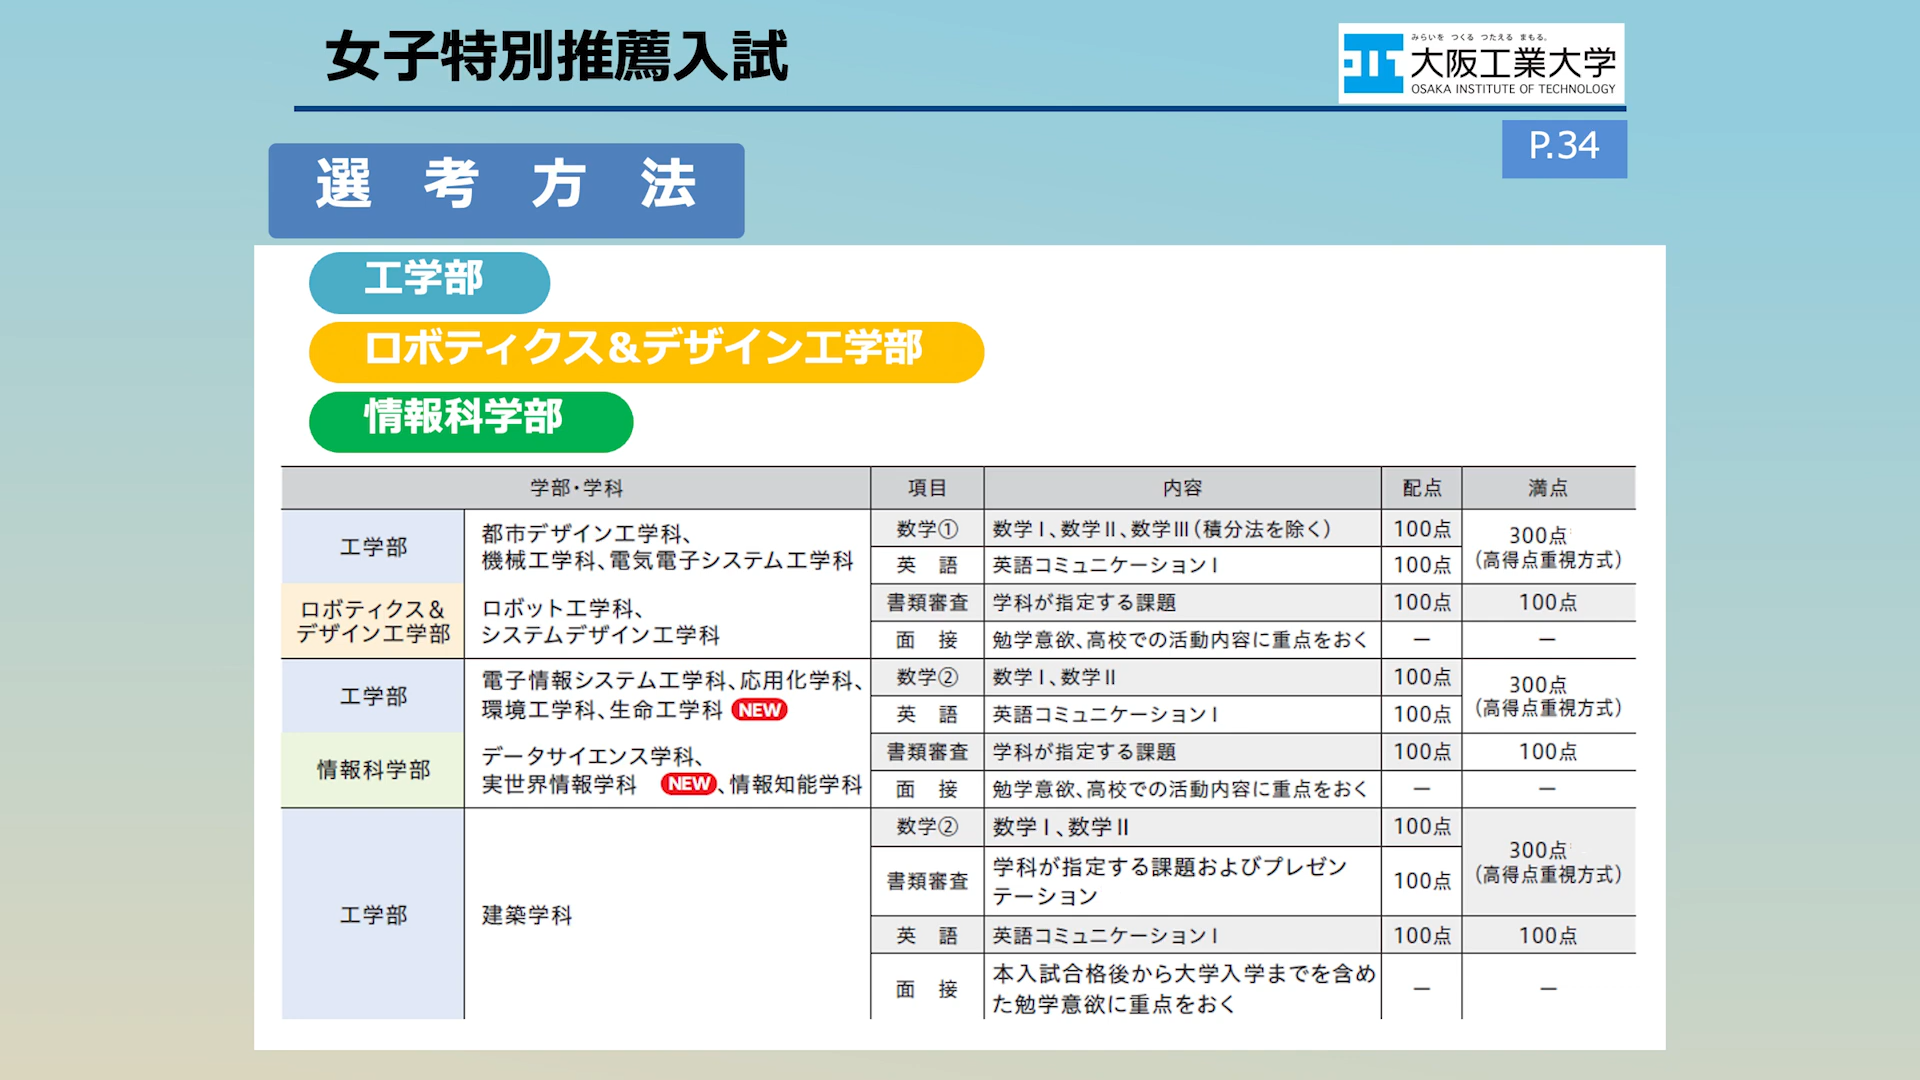 女子特別推薦入試
みらいを つくる つたえる まもる。
大阪工業大学
OSAKA INSTITUTE OF TECHNOLOGY
P.34
選 考 方 法
工学部
ロボティクス&デザイン工学部
情報科学部
学部・学科 項目 内容 配点 満点
工学部
都市デザイン工学科、
機械工学科、電気電子システム工学科
ロボティクス&
デザイン工学部
ロボット工学科、
システムデザイン工学科
数学① 数学Ⅰ、数学Ⅱ、数学Ⅲ(積分法を除く) 100点
英 語 英語コミュニケーションⅠ 100点
300点
(高得点重視方式)
書類審査 学科が指定する課題 100点 100点
面 接 勉学意欲、高校での活動内容に重点をおく ー ー
工学部
電子情報システム工学科、応用化学科、
環境工学科、生命工学科 NEW
情報科学部
データサイエンス学科、
実世界情報学科 NEW、情報知能学科
数学② 数学Ⅰ、数学Ⅱ 100点
英 語 英語コミュニケーションⅠ 100点
300点
(高得点重視方式)
書類審査 学科が指定する課題 100点 100点
面 接 勉学意欲、高校での活動内容に重点をおく ー ー
工学部
建築学科
数学② 数学Ⅰ、数学Ⅱ 100点
書類審査 学科が指定する課題およびプレゼン
テーション 100点
300点
(高得点重視方式)
英 語 英語コミュニケーションⅠ 100点 100点
面 接 本入試合格後から大学入学までを含め
た勉学意欲に重点をおく ー ー